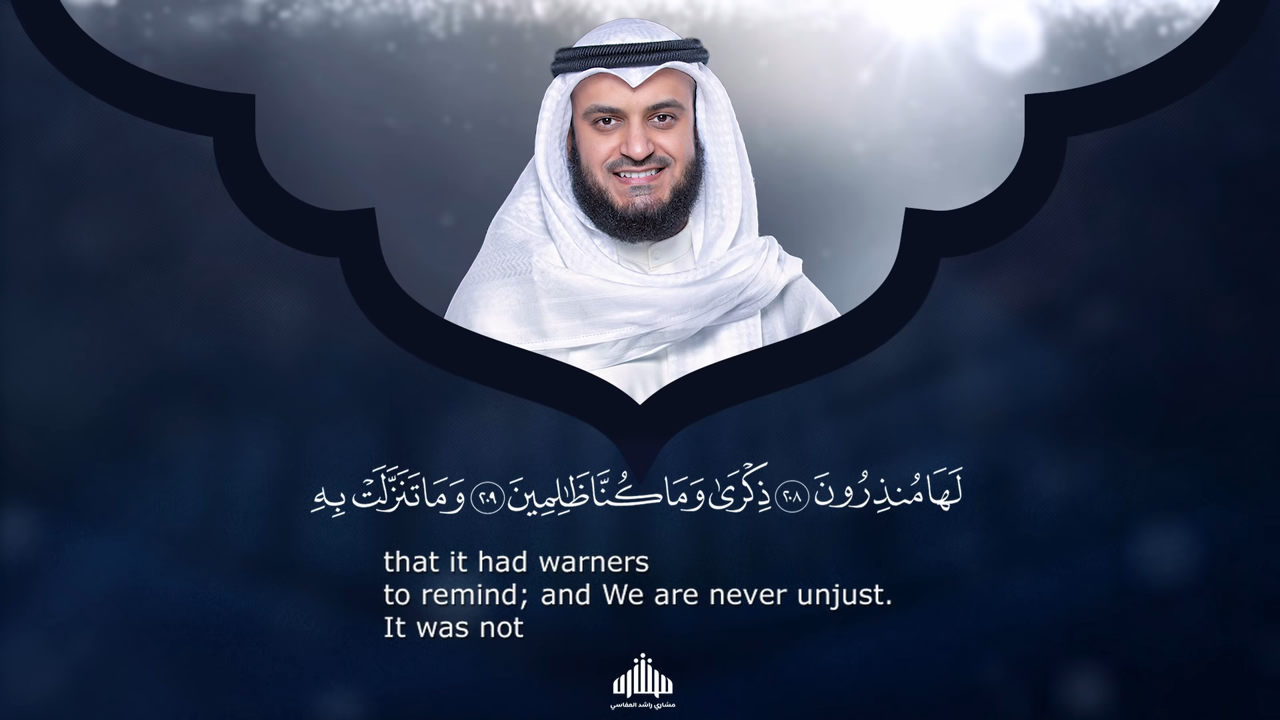 لَهَا مُنذِرُونَ ٢٠٨ ذِكْرَىٰ وَمَا كُنَّا ظَٰلِمِينَ ٢٠٩ وَمَا تَنَزَّلَتْ بِهِ
that it had warners
to remind; and We are never unjust.
It was not
مشاري راشد العفاسي